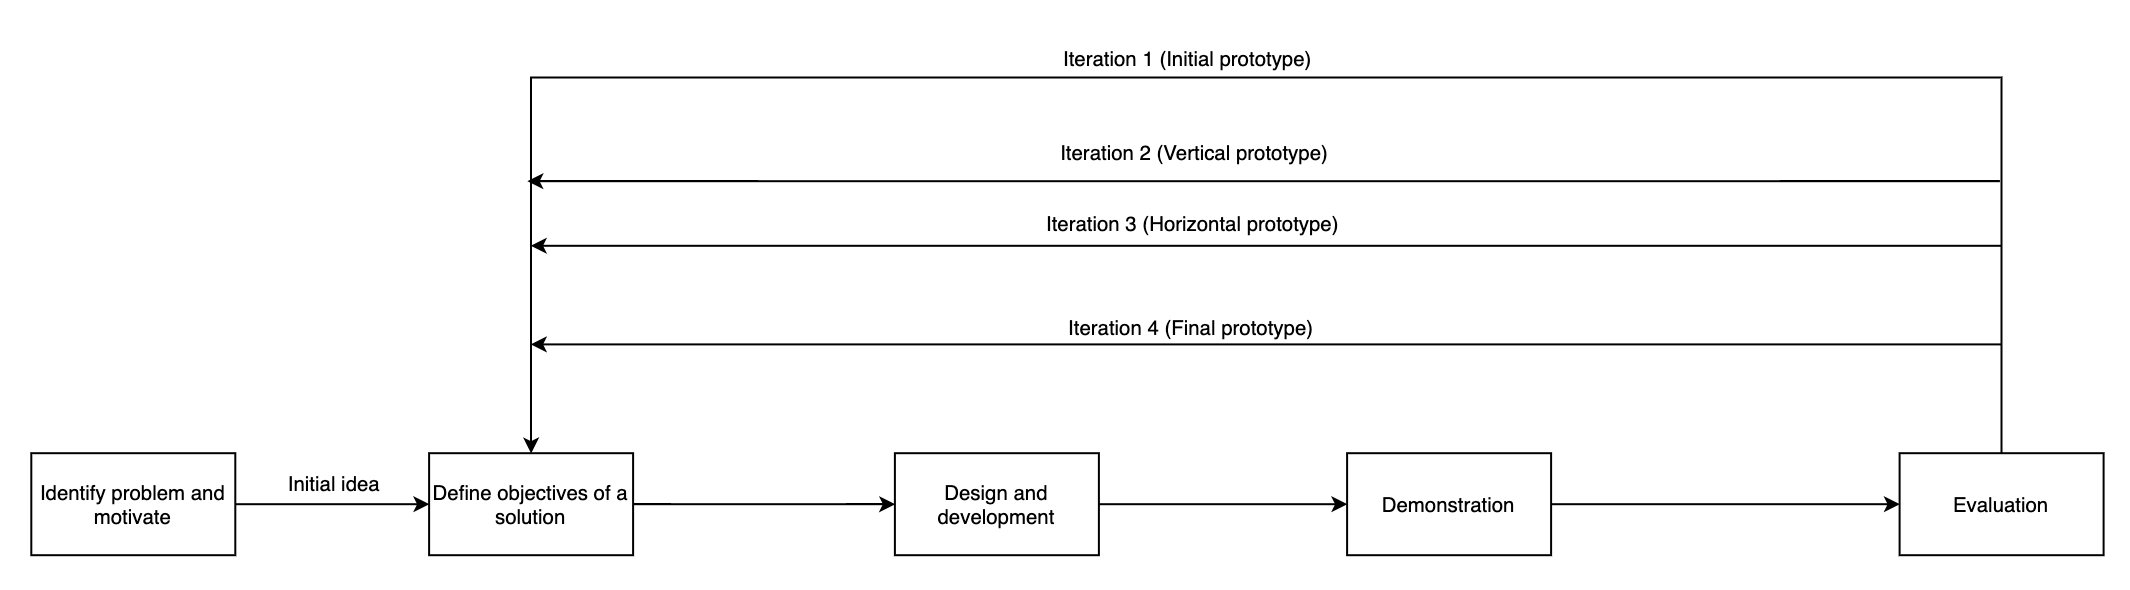 Iteration 1 (Initial prototype)
Iteration 2 (Vertical prototype)
Iteration 3 (Horizontal prototype)
Iteration 4 (Final prototype)
Identify problem and
motivate
Initial idea
Define objectives of a
solution
Design and
development
Demonstration
Evaluation